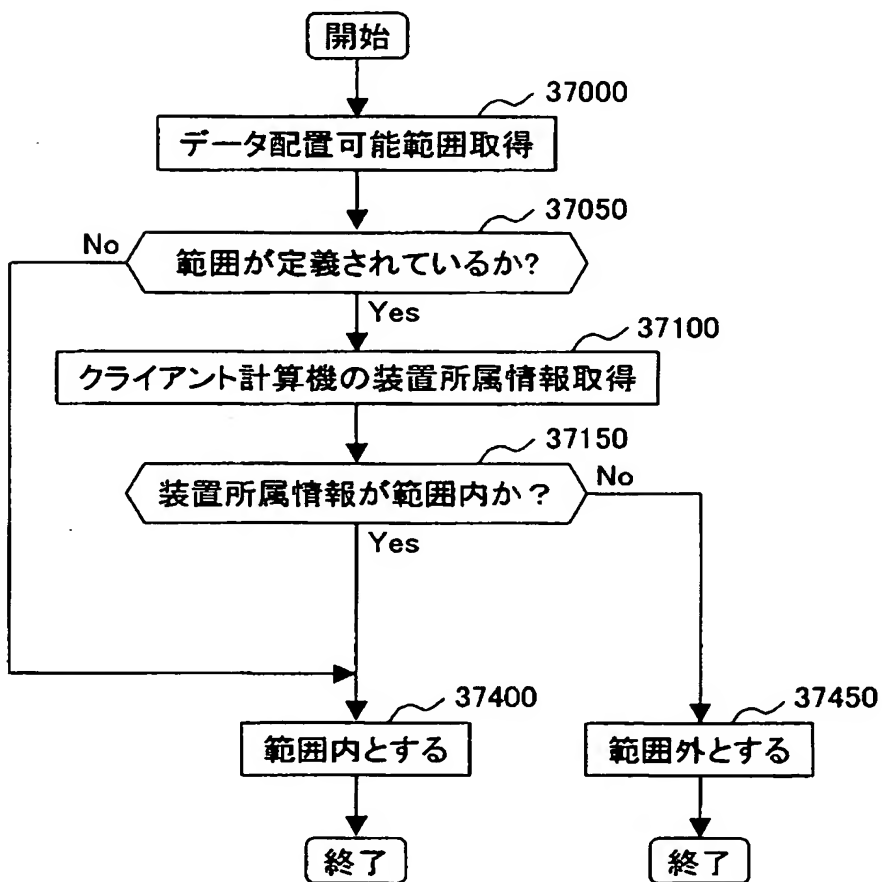 開始
37000
データ配置可能範囲取得
37050
No
範囲が定義されているか?
Yes
37100
クライアント計算機の装置所属情報取得
37150
装置所属情報が範囲内か？
No
Yes
37400
範囲内とする
37450
範囲外とする
終了
終了